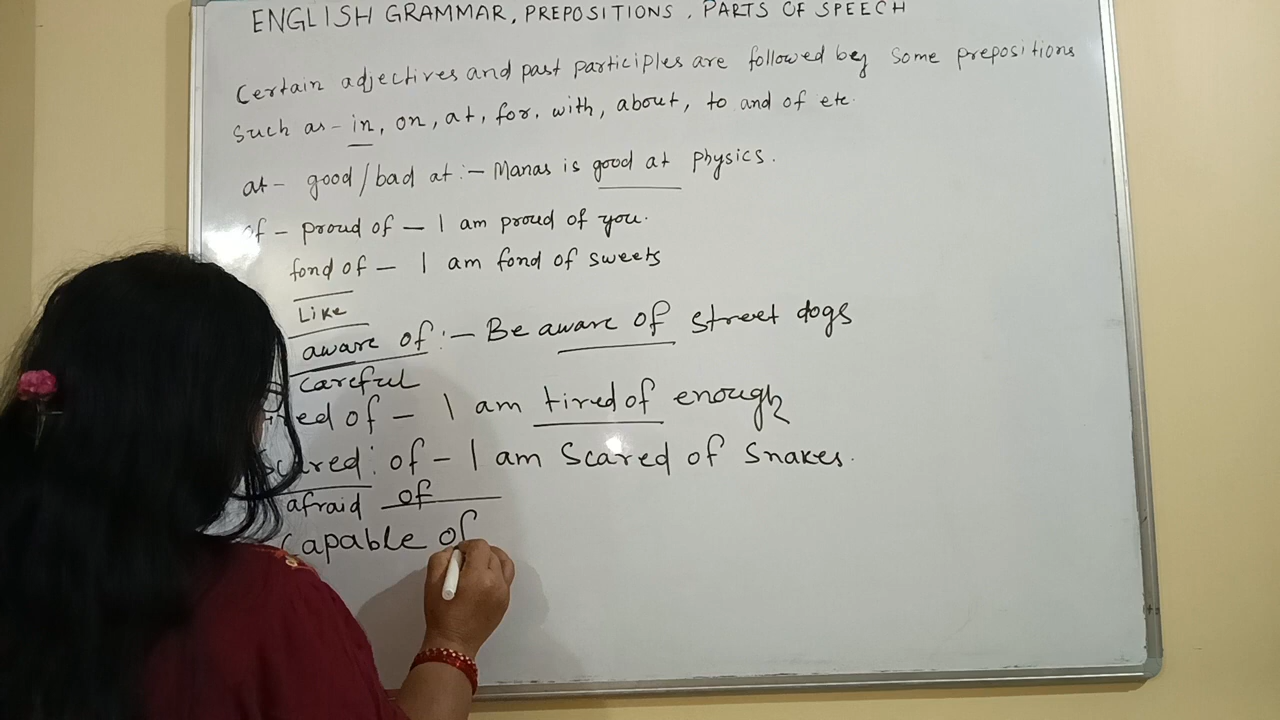 ENGLISH GRAMMAR, PREPOSITIONS, PARTS OF SPEECH
Certain adjectives and past participles are followed by some prepositions
Such as - in, on, at, for, with, about, to and of etc.
at - good/bad at :- Manas is good at physics.
of - proud of - I am proud of you.
fond of - I am fond of sweets
Like
aware of :- Be aware of street dogs
careful
of - I am tired of enough
Scared : of - I am Scared of Snakes.
afraid of
Capable of